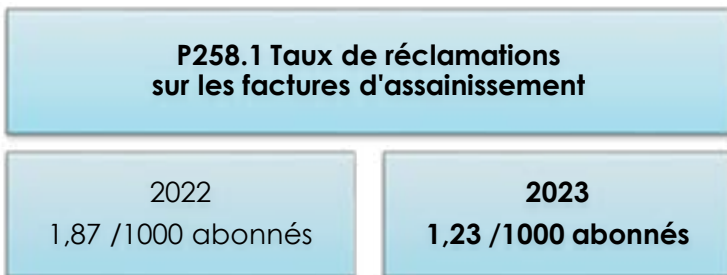 P258.1 Taux de réclamations
sur les factures d'assainissement
2022
1,87 /1000 abonnés
2023
1,23 /1000 abonnés